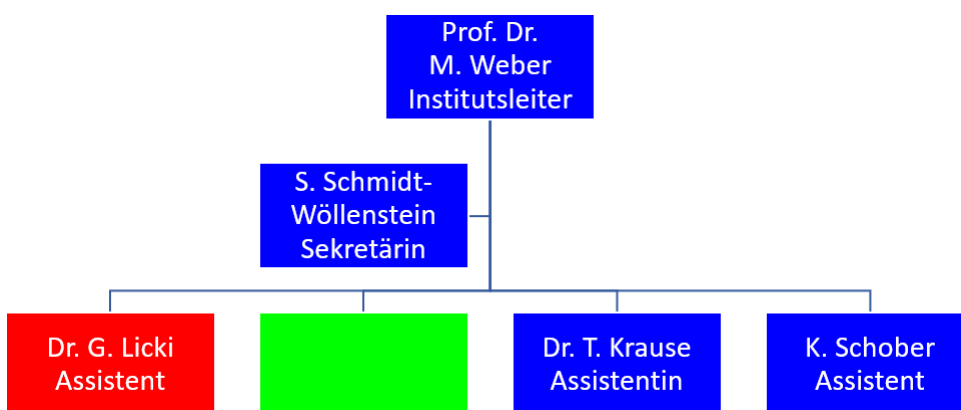 Prof. Dr.
M. Weber
Institutsleiter
S. Schmidt-
Wöllenstein
Sekretärin
Dr. G. Licki
Assistent
Dr. T. Krause
Assistentin
K. Schober
Assistent